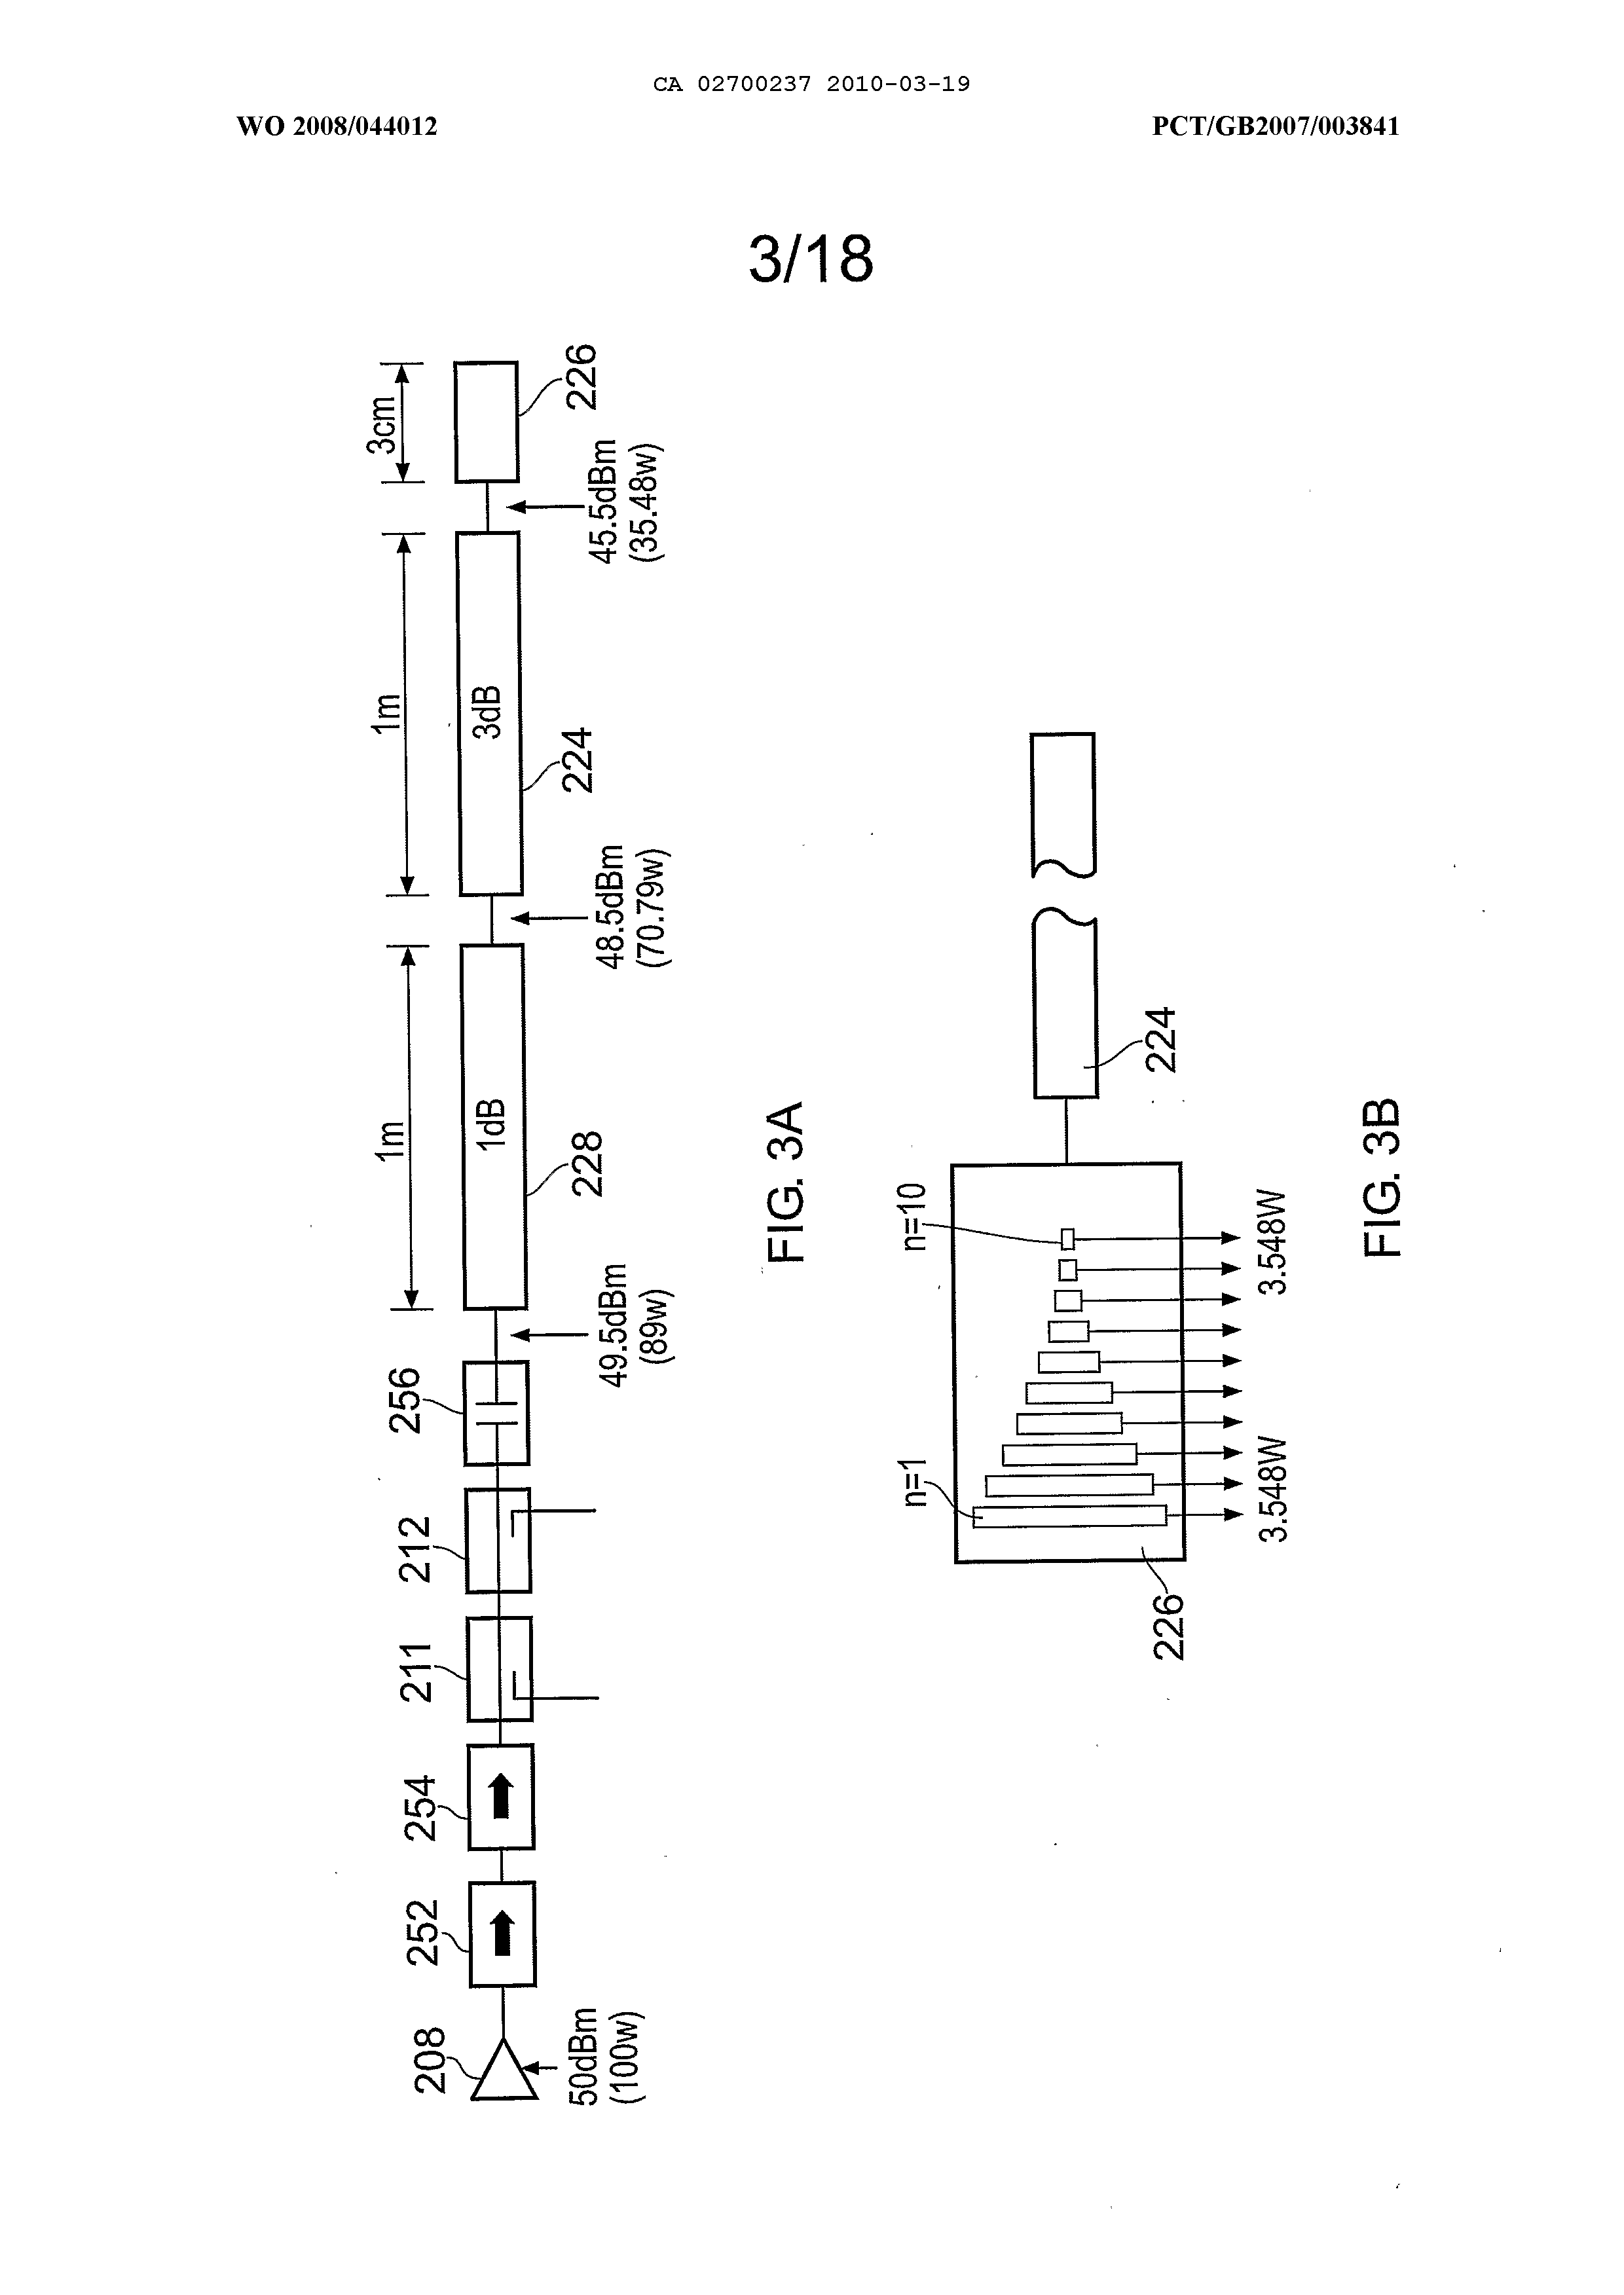 CA 02700237 2010-03-19
WO 2008/044012
PCT/GB2007/003841
3/18
208
50dBm
(100w)
252
254
211
212
256
49.5dBm
(89w)
1m
1dB
228
48.5dBm
(70.79w)
1m
3dB
224
45.5dBm
(35.48w)
3cm
226
FIG. 3A
226
n=1
n=10
3.548W
3.548W
224
FIG. 3B